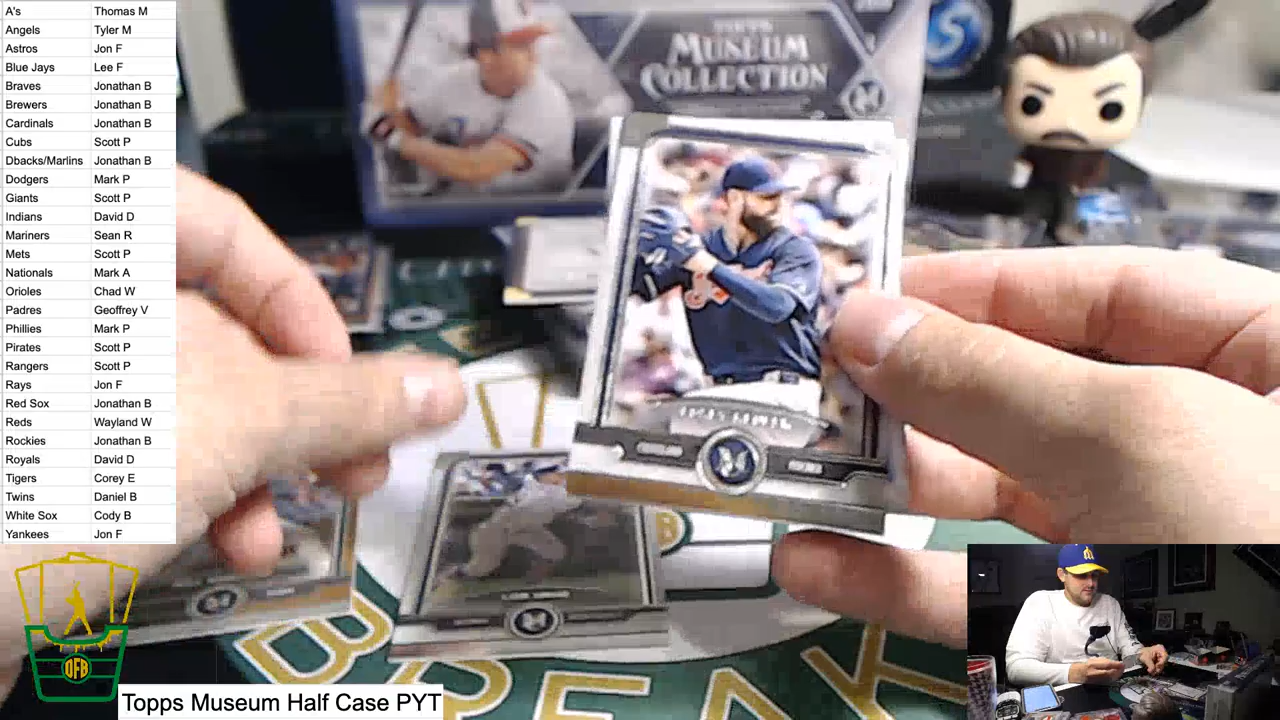 A's Thomas M
Angels Tyler M
Astros Jon F
Blue Jays Lee F
Braves Jonathan B
Brewers Jonathan B
Cardinals Jonathan B
Cubs Scott P
Dbacks/Marlins Jonathan B
Dodgers Mark P
Giants Scott P
Indians David D
Mariners Sean R
Mets Scott P
Nationals Mark A
Orioles Chad W
Padres Geoffrey V
Phillies Mark P
Pirates Scott P
Rangers Scott P
Rays Jon F
Red Sox Jonathan B
Reds Wayland W
Rockies Jonathan B
Royals David D
Tigers Corey E
Twins Daniel B
White Sox Cody B
Yankees Jon F
TOPPS
MUSEUM
COLLECTION
M
M
BREAK
OFB
Topps Museum Half Case PYT